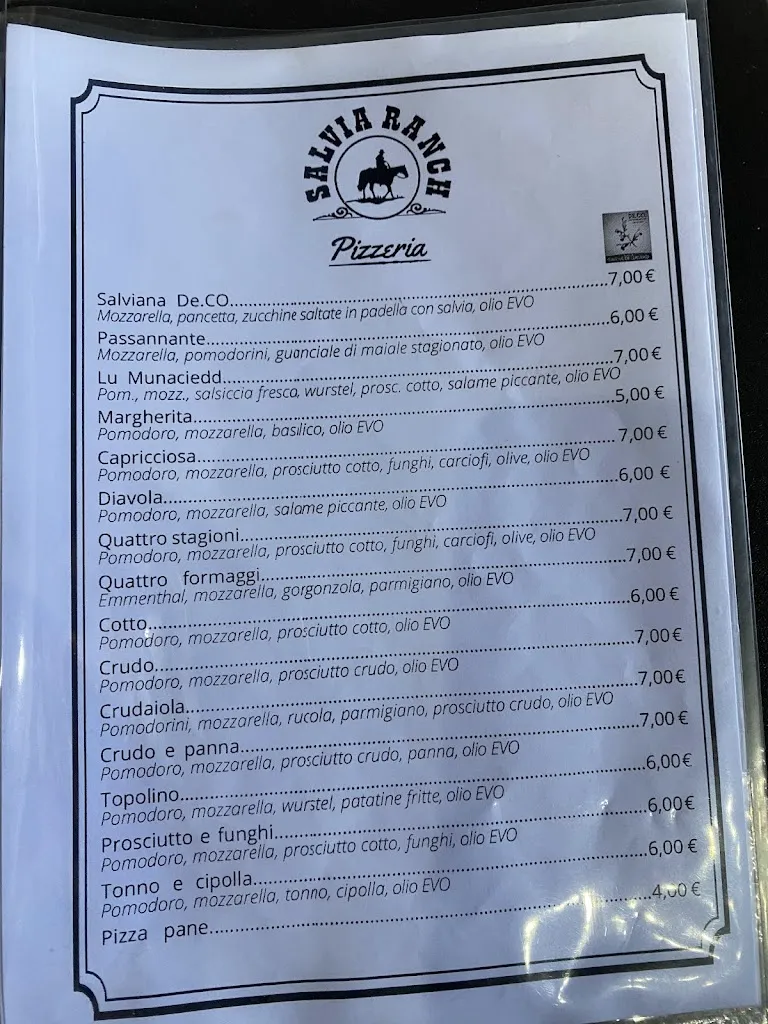 SALVIA RANCH
Pizzeria
Salviana De.CO...7,00€
Mozzarella, pancetta, zucchine saltate in padella con salvia, olio EVO
Passannante...6,00€
Mozzarella, pomodorini, guanciale di maiale stagionato, olio EVO
Lu Munaciedd...7,00€
Pom., mozz., salsiccia fresca, wurstel, prosc. cotto, salame piccante, olio EVO
Margherita...5,00€
Pomodoro, mozzarella, basilico, olio EVO
Capricciosa...7,00€
Pomodoro, mozzarella, prosciutto cotto, funghi, carciofi, olive, olio EVO
Diavola...6,00 €
Pomodoro, mozzarella, salame piccante, olio EVO
Quattro stagioni...7,00€
Pomodoro, mozzarella, prosciutto cotto, funghi, carciofi, olive, olio EVO
Quattro formaggi...7,00€
Emmenthal, mozzarella, gorgonzola, parmigiano, olio EVO
Cotto...6,00€
Pomodoro, mozzarella, prosciutto cotto, olio EVO
Crudo...7,00€
Pomodoro, mozzarella, prosciutto crudo, olio EVO
Crudaiola...7,00€
Pomodorini, mozzarella, rucola, parmigiano, prosciutto crudo, olio EVO
Crudo e panna...7,00€
Pomodoro, mozzarella, prosciutto crudo, panna, olio EVO
Topolino...6,00€
Pomodoro, mozzarella, wurstel, patatine fritte, olio EVO
Prosciutto e funghi...6,00€
Pomodoro, mozzarella, prosciutto cotto, funghi, olio EVO
Tonno e cipolla...6,00€
Pomodoro, mozzarella, tonno, cipolla, olio EVO
Pizza pane...4,00€